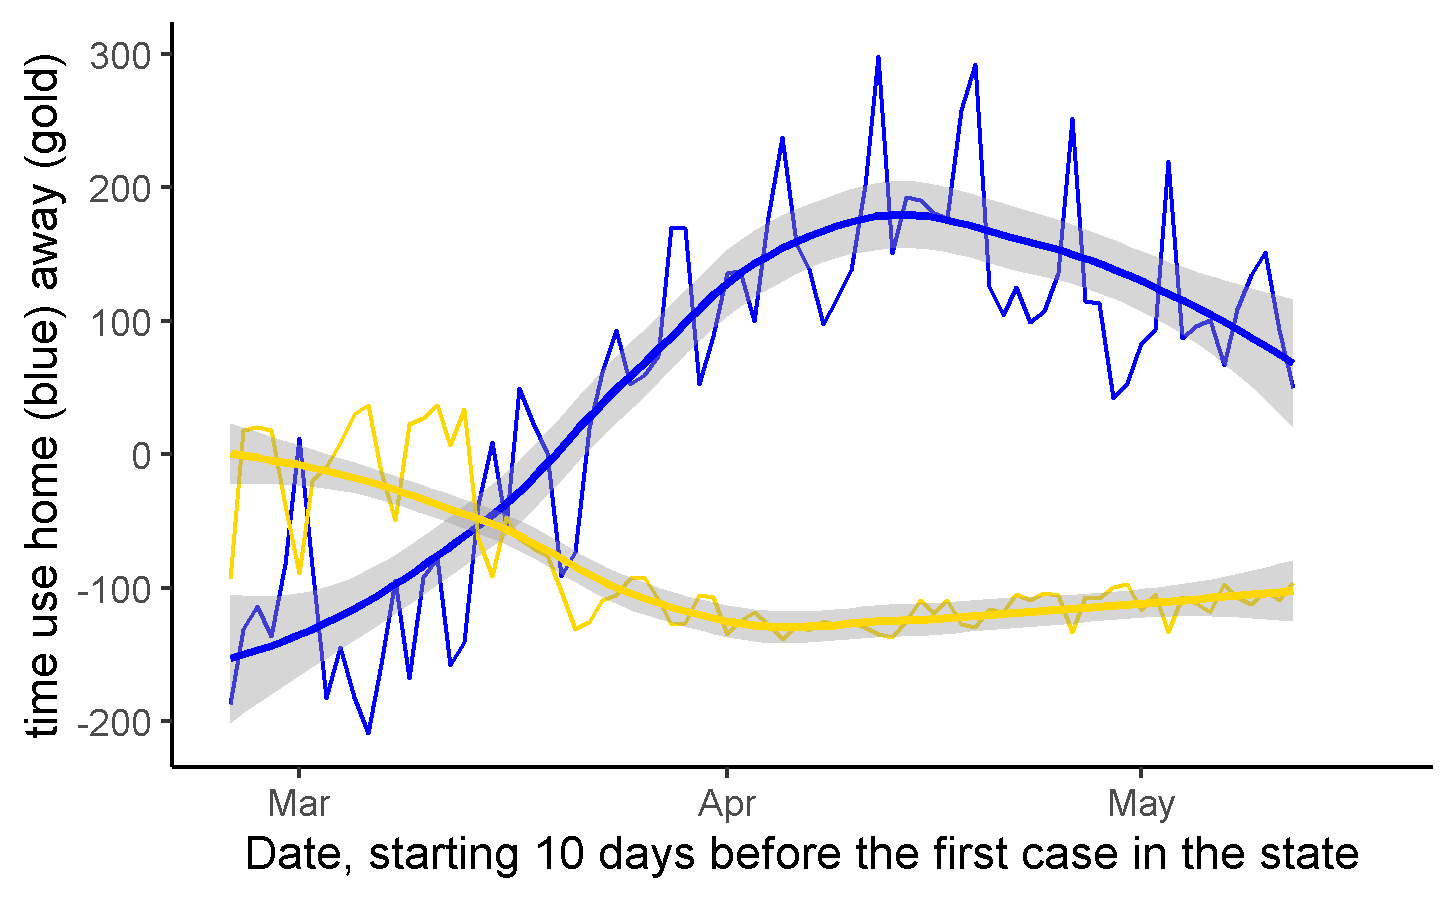 time use home (blue) away (gold)
300
200
100
0
-100
-200
Mar Apr May
Date, starting 10 days before the first case in the state